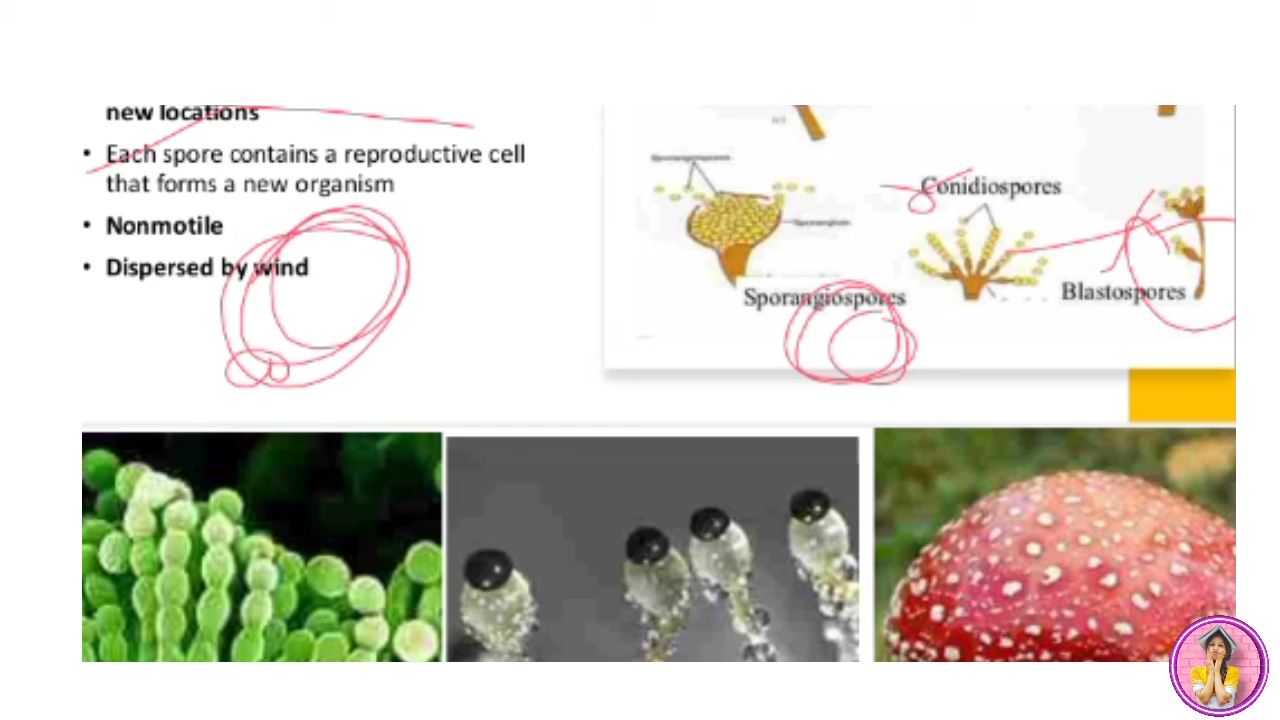 new locations
• Each spore contains a reproductive cell
that forms a new organism
• Nonmotile
• Dispersed by wind
Sporangiospores
Conidiospores
Blastospores